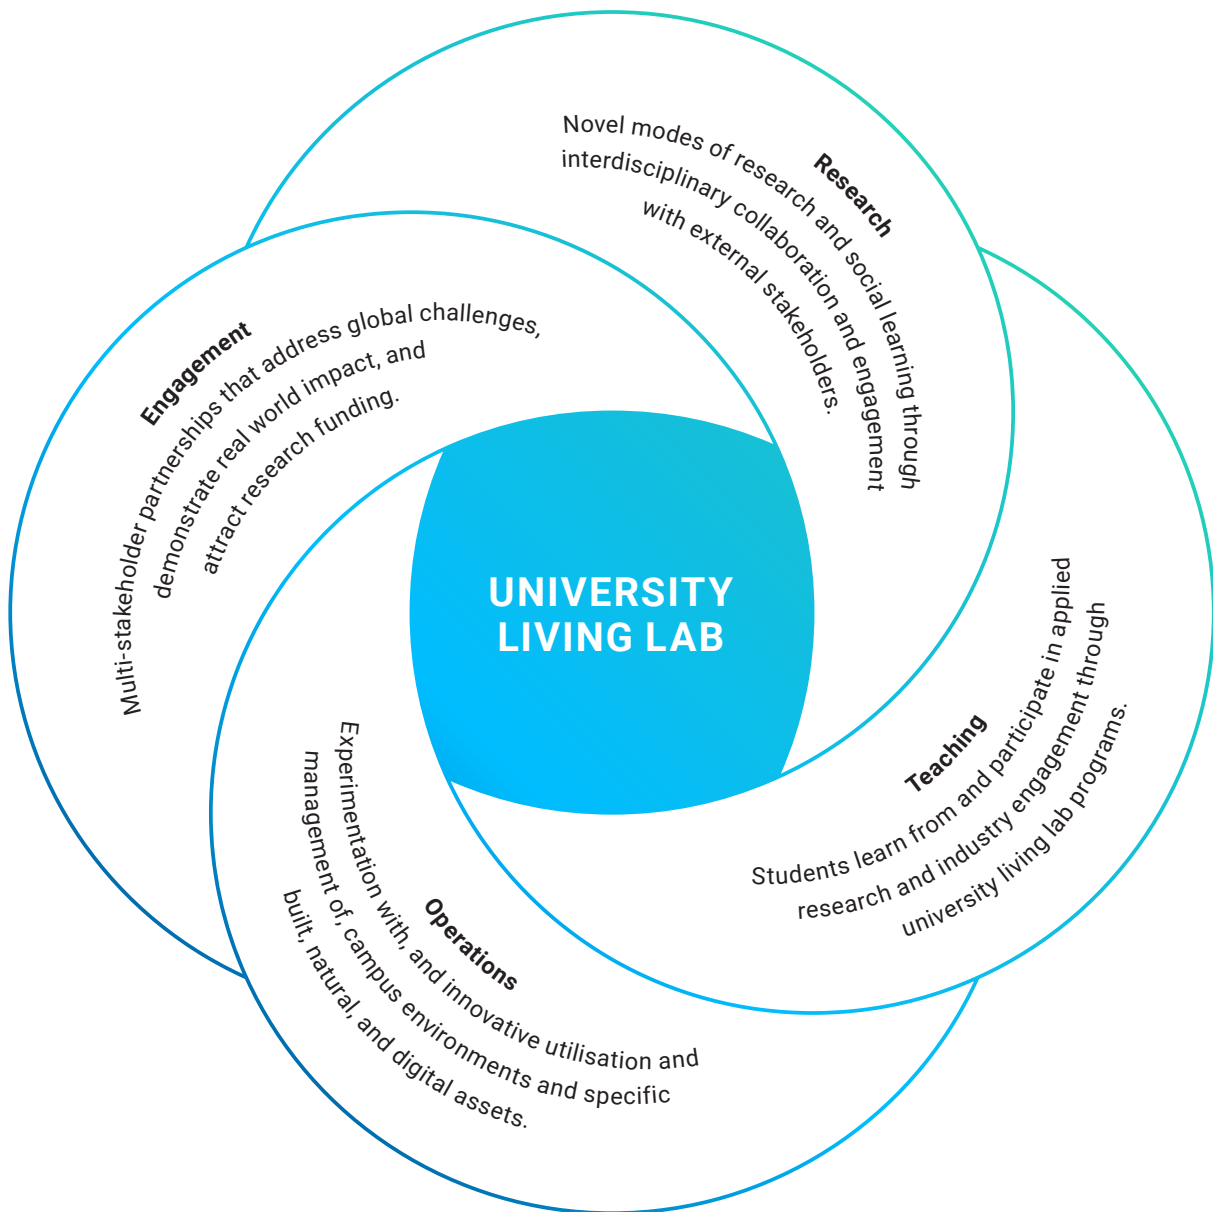 Research
Novel modes of research and social learning through
interdisciplinary collaboration and engagement
with external stakeholders.
Engagement
Multi-stakeholder partnerships that address global challenges,
demonstrate real world impact, and
attract research funding.
UNIVERSITY
LIVING LAB
Teaching
Students learn from and participate in applied
research and industry engagement through
university living lab programs.
Operations
Experimentation with, and innovative utilisation and
management of, campus environments and specific
built, natural, and digital assets.